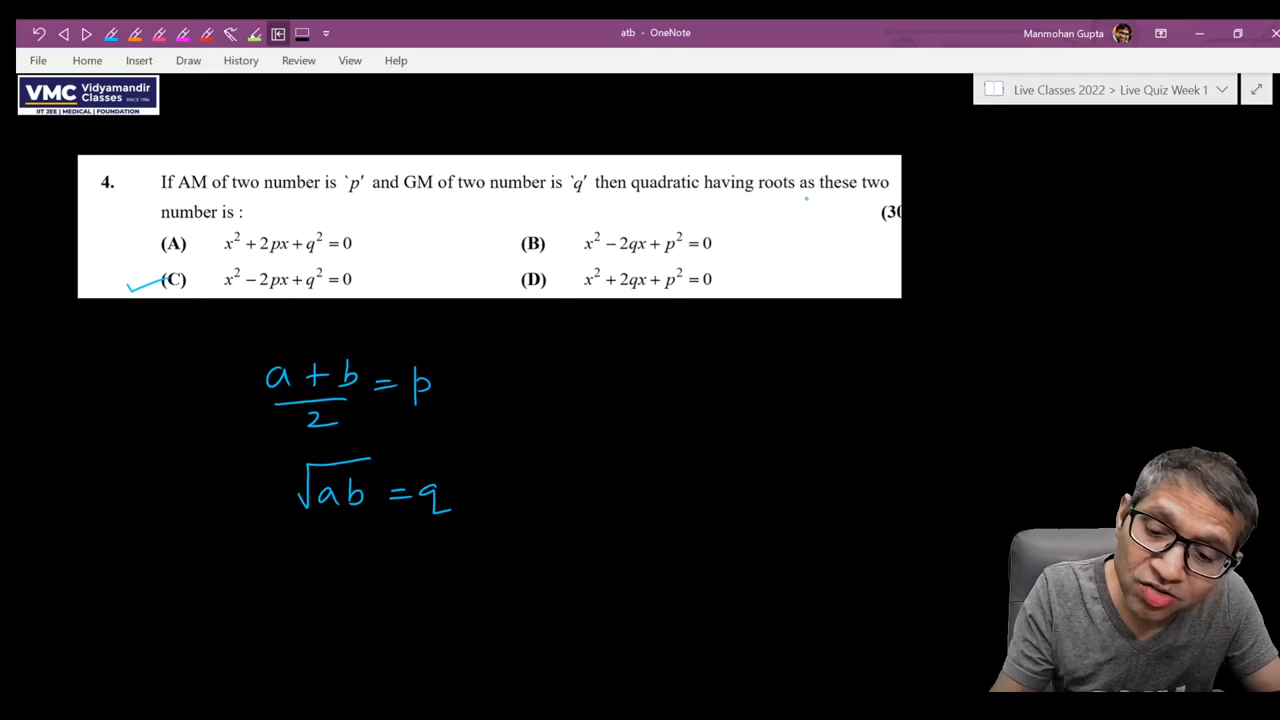 atb - OneNote
Manmohan Gupta
File Home Insert Draw History Review View Help
VMC Vidyamandir Classes SINCE 1986
IIT JEE | MEDICAL | FOUNDATION
Live Classes 2022 > Live Quiz Week 1
4. If AM of two number is `p' and GM of two number is `q' then quadratic having roots as these two
number is : (30
(A) x² + 2px + q² = 0 (B) x² − 2qx + p² = 0
(C) x² − 2px + q² = 0 (D) x² + 2qx + p² = 0
a + b / 2 = p
√ab = q